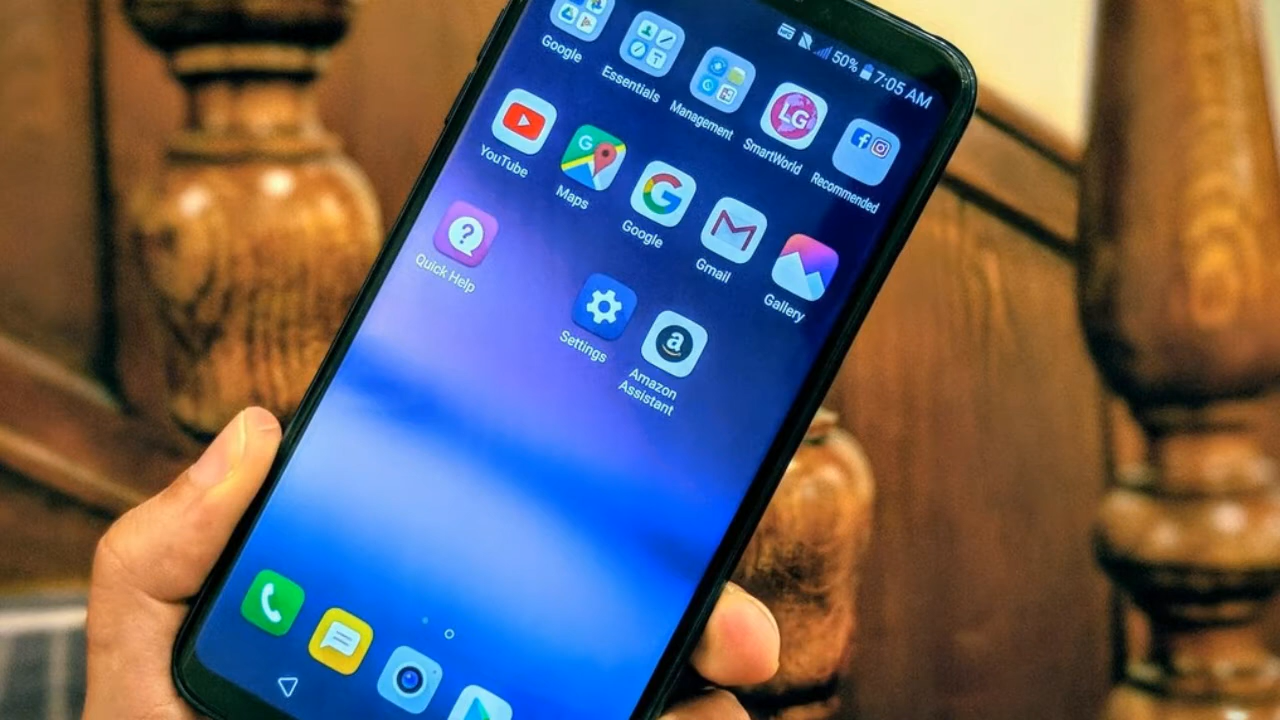 50% 7:05 AM
Google
Essentials
Management
LG
SmartWorld
Recommended
YouTube
G
Maps
G
Google
Gmail
Gallery
?
Quick Help
Settings
a
Amazon
Assistant